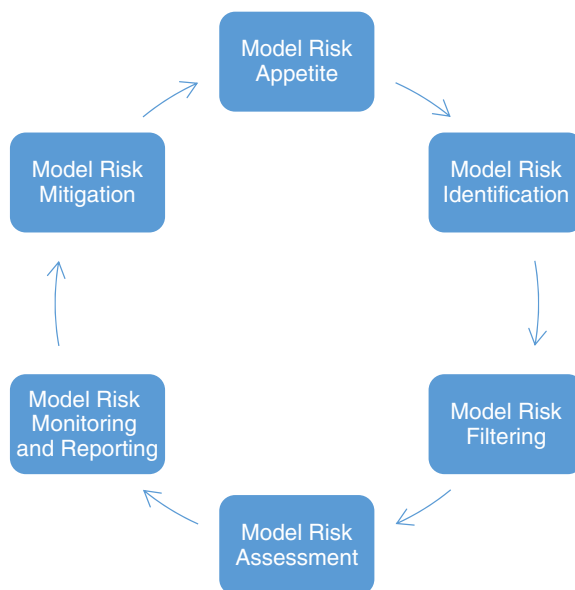 Model Risk
Appetite
Model Risk
Identification
Model Risk
Filtering
Model Risk
Assessment
Model Risk
Monitoring
and Reporting
Model Risk
Mitigation